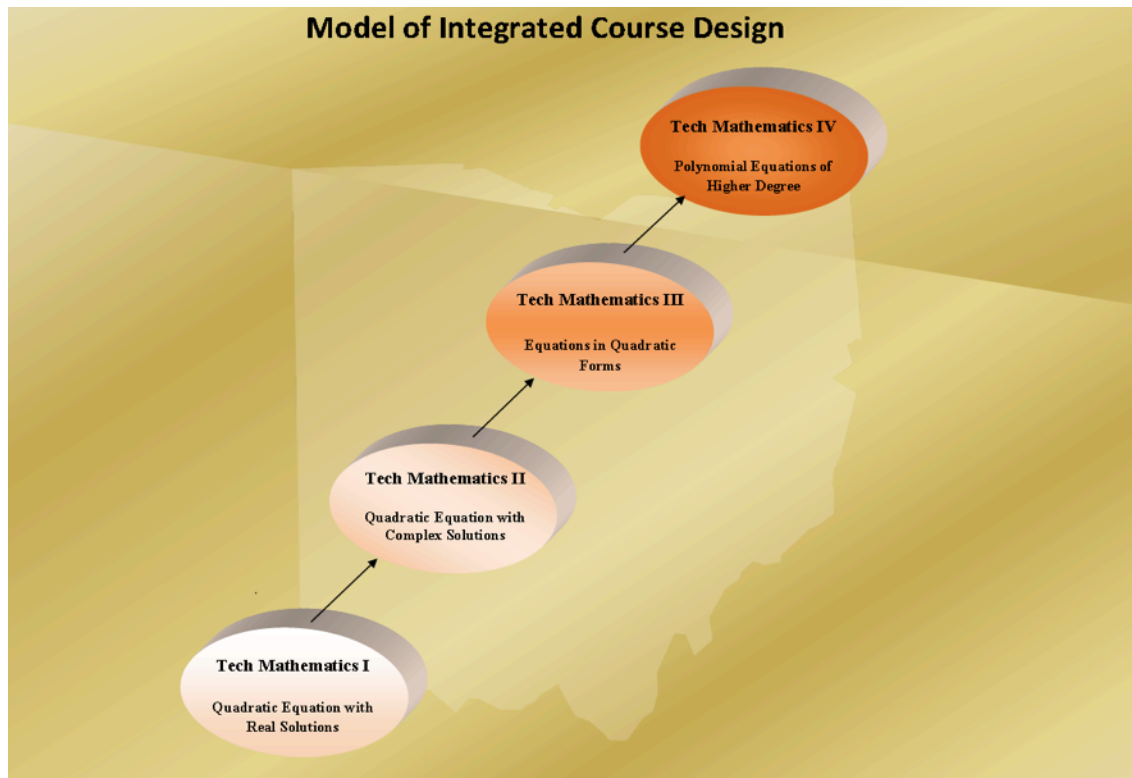 Model of Integrated Course Design
Tech Mathematics IV
Polynomial Equations of
Higher Degree
Tech Mathematics III
Equations in Quadratic
Forms
Tech Mathematics II
Quadratic Equation with
Complex Solutions
Tech Mathematics I
Quadratic Equation with
Real Solutions